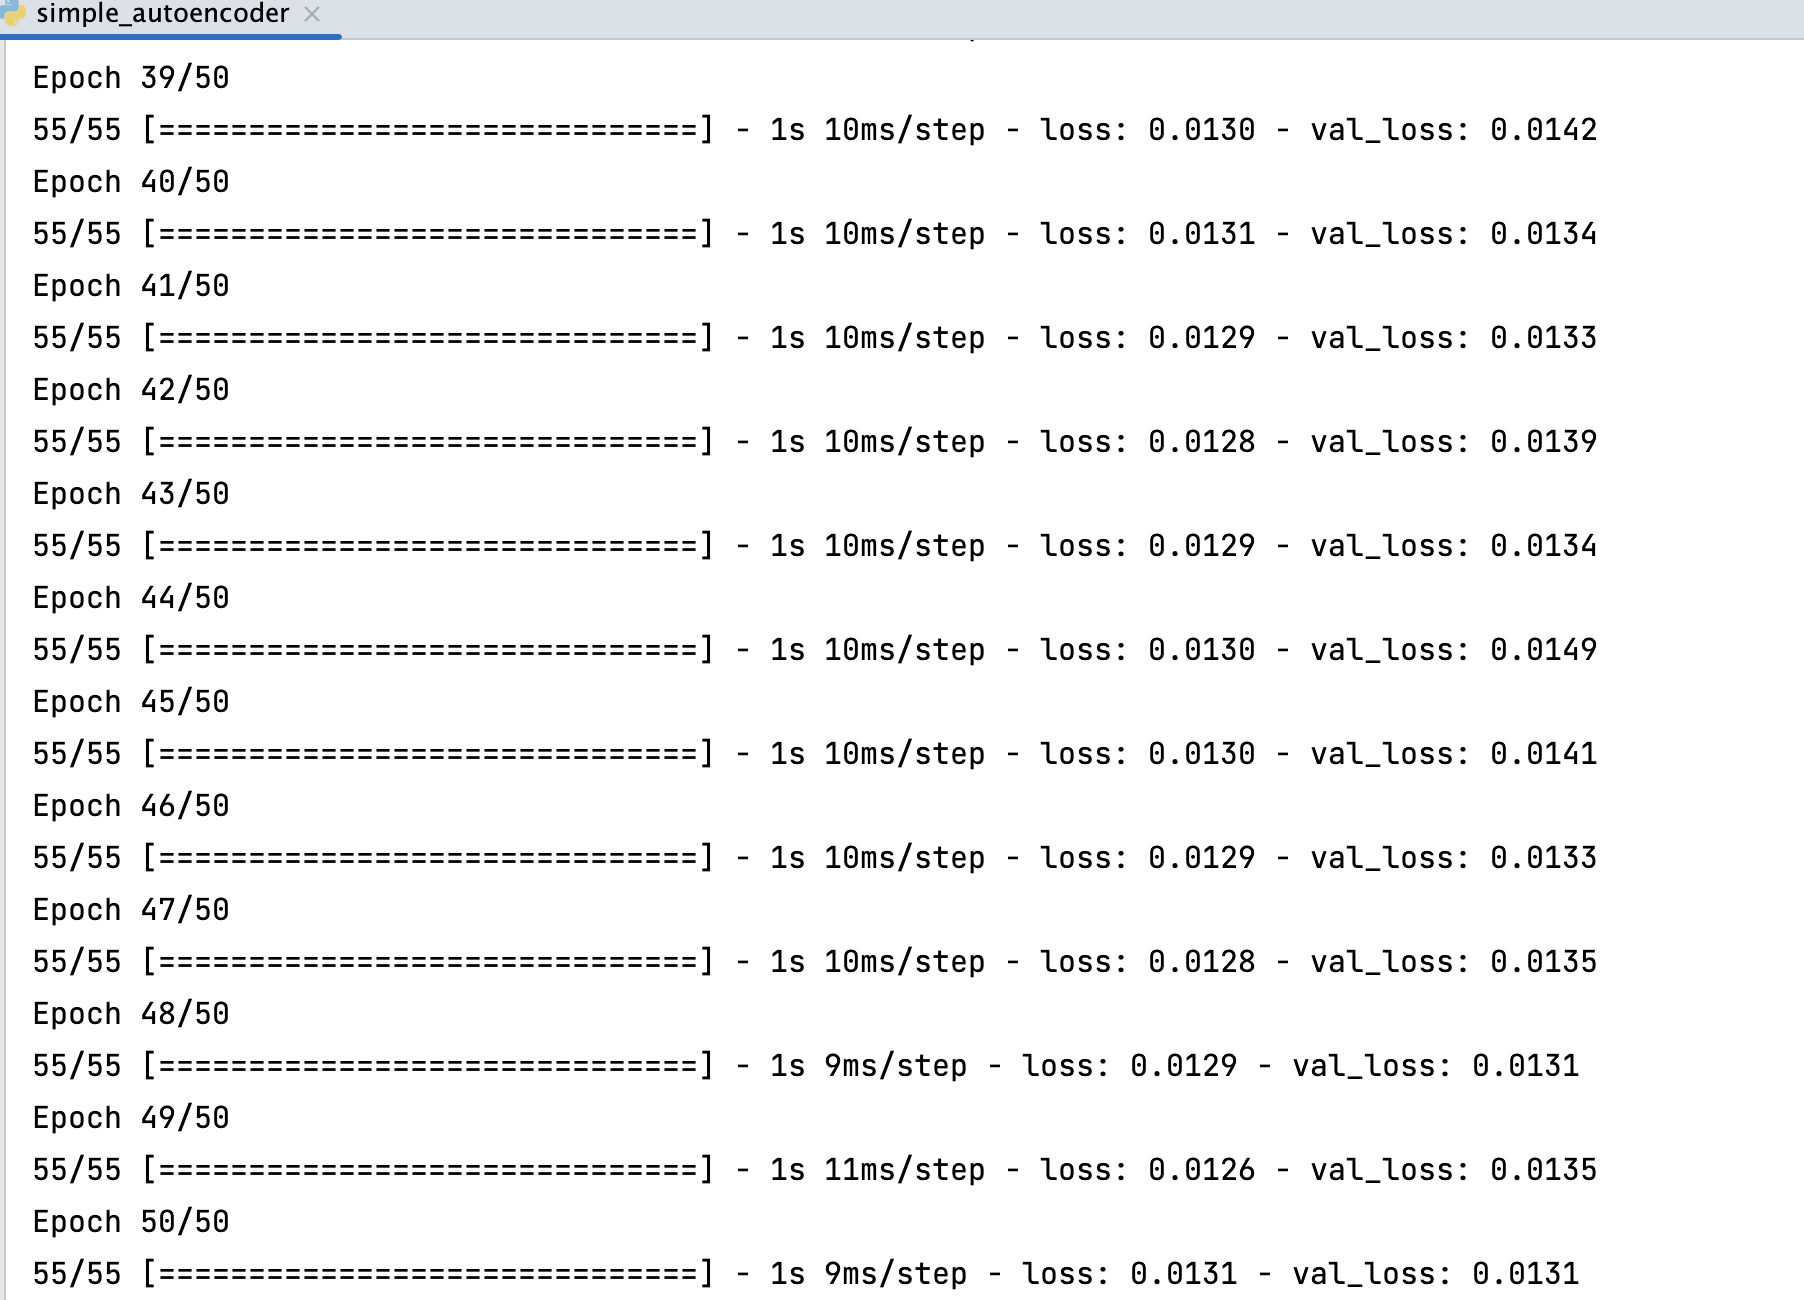 simple_autoencoder
Epoch 39/50
55/55 [==============================] - 1s 10ms/step - loss: 0.0130 - val_loss: 0.0142
Epoch 40/50
55/55 [==============================] - 1s 10ms/step - loss: 0.0131 - val_loss: 0.0134
Epoch 41/50
55/55 [==============================] - 1s 10ms/step - loss: 0.0129 - val_loss: 0.0133
Epoch 42/50
55/55 [==============================] - 1s 10ms/step - loss: 0.0128 - val_loss: 0.0139
Epoch 43/50
55/55 [==============================] - 1s 10ms/step - loss: 0.0129 - val_loss: 0.0134
Epoch 44/50
55/55 [==============================] - 1s 10ms/step - loss: 0.0130 - val_loss: 0.0149
Epoch 45/50
55/55 [==============================] - 1s 10ms/step - loss: 0.0130 - val_loss: 0.0141
Epoch 46/50
55/55 [==============================] - 1s 10ms/step - loss: 0.0129 - val_loss: 0.0133
Epoch 47/50
55/55 [==============================] - 1s 10ms/step - loss: 0.0128 - val_loss: 0.0135
Epoch 48/50
55/55 [==============================] - 1s 9ms/step - loss: 0.0129 - val_loss: 0.0131
Epoch 49/50
55/55 [==============================] - 1s 11ms/step - loss: 0.0126 - val_loss: 0.0135
Epoch 50/50
55/55 [==============================] - 1s 9ms/step - loss: 0.0131 - val_loss: 0.0131